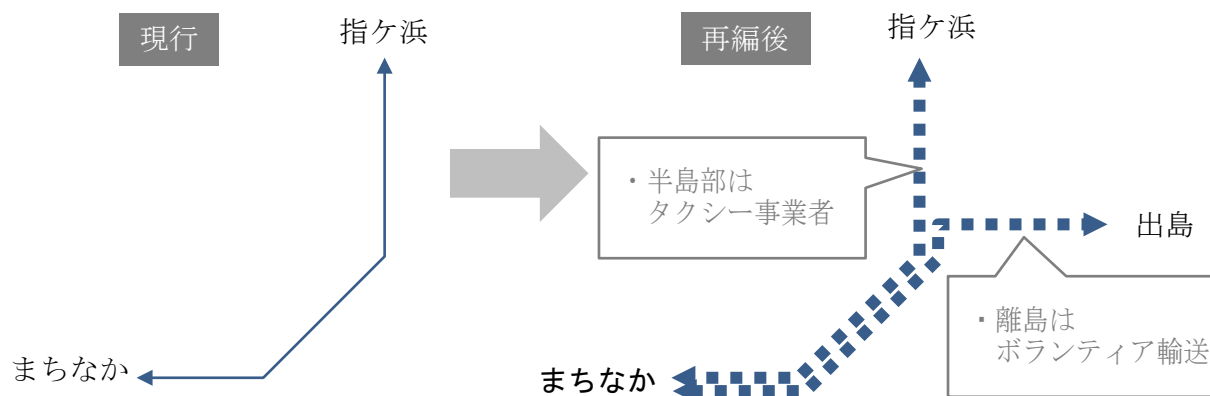 現行
指ケ浜
まちなか
再編後
指ケ浜
・半島部は
タクシー事業者
出島
・離島は
ボランティア輸送
まちなか